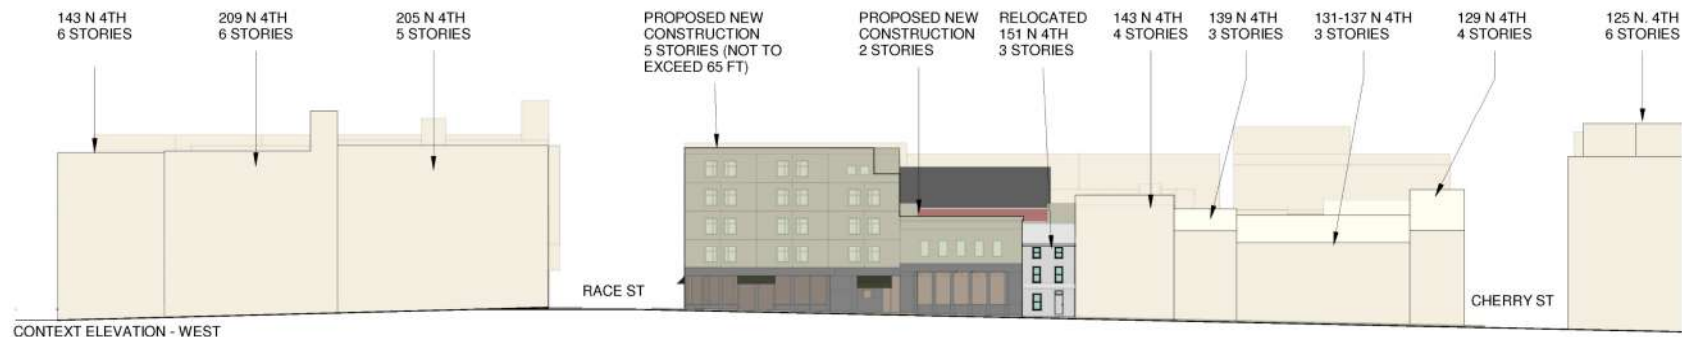 143 N 4TH
6 STORIES
209 N 4TH
6 STORIES
205 N 4TH
5 STORIES
PROPOSED NEW
CONSTRUCTION
5 STORIES (NOT TO
EXCEED 65 FT)
PROPOSED NEW
CONSTRUCTION
2 STORIES
RELOCATED
151 N 4TH
3 STORIES
143 N 4TH
4 STORIES
139 N 4TH
3 STORIES
131-137 N 4TH
3 STORIES
129 N 4TH
4 STORIES
125 N. 4TH
6 STORIES
RACE ST
CHERRY ST
CONTEXT ELEVATION - WEST